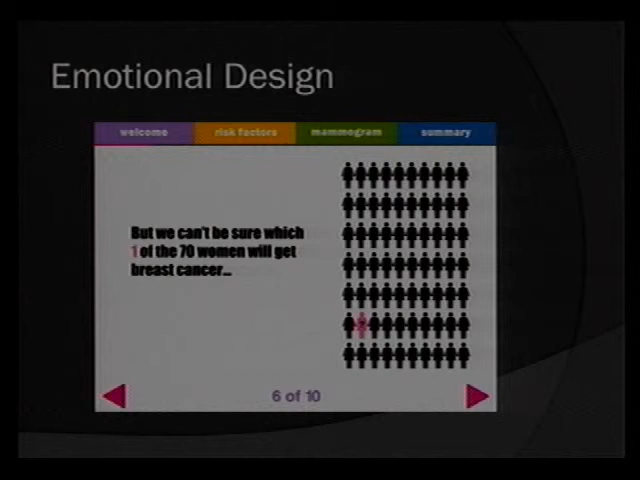 Emotional Design
welcome risk factors mammogram summary
But we can't be sure which
1 of the 70 women will get
breast cancer...
6 of 10